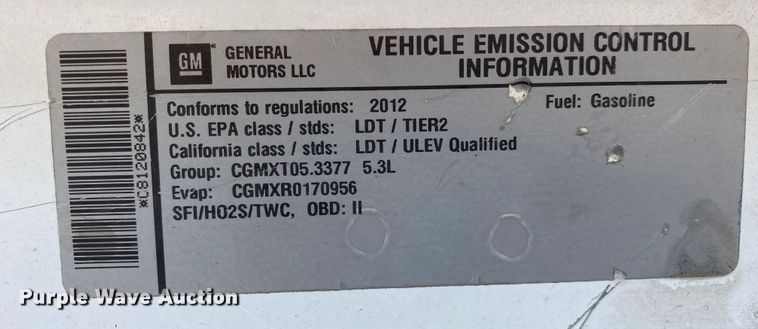 GM GENERAL MOTORS LLC
VEHICLE EMISSION CONTROL
INFORMATION
Conforms to regulations: 2012 Fuel: Gasoline
U.S. EPA class / stds: LDT / TIER2
California class / stds: LDT / ULEV Qualified
Group: CGMXT05.3377 5.3L
Evap: CGMXR0170956
SFI/HO2S/TWC, OBD: II
*C8120842*
Purple Wave Auction